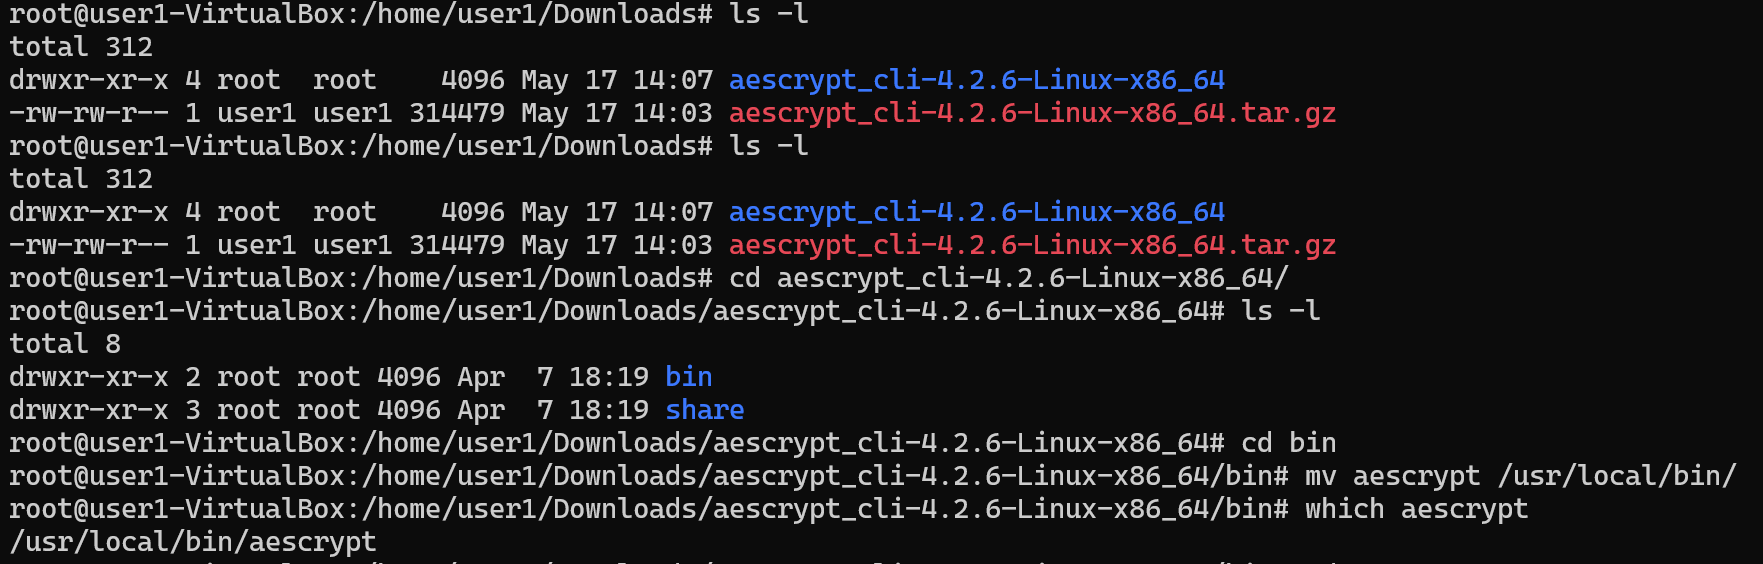 root@user1-VirtualBox:/home/user1/Downloads# ls -l
total 312
drwxr-xr-x 4 root  root    4096 May 17 14:07 aescrypt_cli-4.2.6-Linux-x86_64
-rw-rw-r-- 1 user1 user1 314479 May 17 14:03 aescrypt_cli-4.2.6-Linux-x86_64.tar.gz
root@user1-VirtualBox:/home/user1/Downloads# ls -l
total 312
drwxr-xr-x 4 root  root    4096 May 17 14:07 aescrypt_cli-4.2.6-Linux-x86_64
-rw-rw-r-- 1 user1 user1 314479 May 17 14:03 aescrypt_cli-4.2.6-Linux-x86_64.tar.gz
root@user1-VirtualBox:/home/user1/Downloads# cd aescrypt_cli-4.2.6-Linux-x86_64/
root@user1-VirtualBox:/home/user1/Downloads/aescrypt_cli-4.2.6-Linux-x86_64# ls -l
total 8
drwxr-xr-x 2 root root 4096 Apr  7 18:19 bin
drwxr-xr-x 3 root root 4096 Apr  7 18:19 share
root@user1-VirtualBox:/home/user1/Downloads/aescrypt_cli-4.2.6-Linux-x86_64# cd bin
root@user1-VirtualBox:/home/user1/Downloads/aescrypt_cli-4.2.6-Linux-x86_64/bin# mv aescrypt /usr/local/bin/
root@user1-VirtualBox:/home/user1/Downloads/aescrypt_cli-4.2.6-Linux-x86_64/bin# which aescrypt
/usr/local/bin/aescrypt